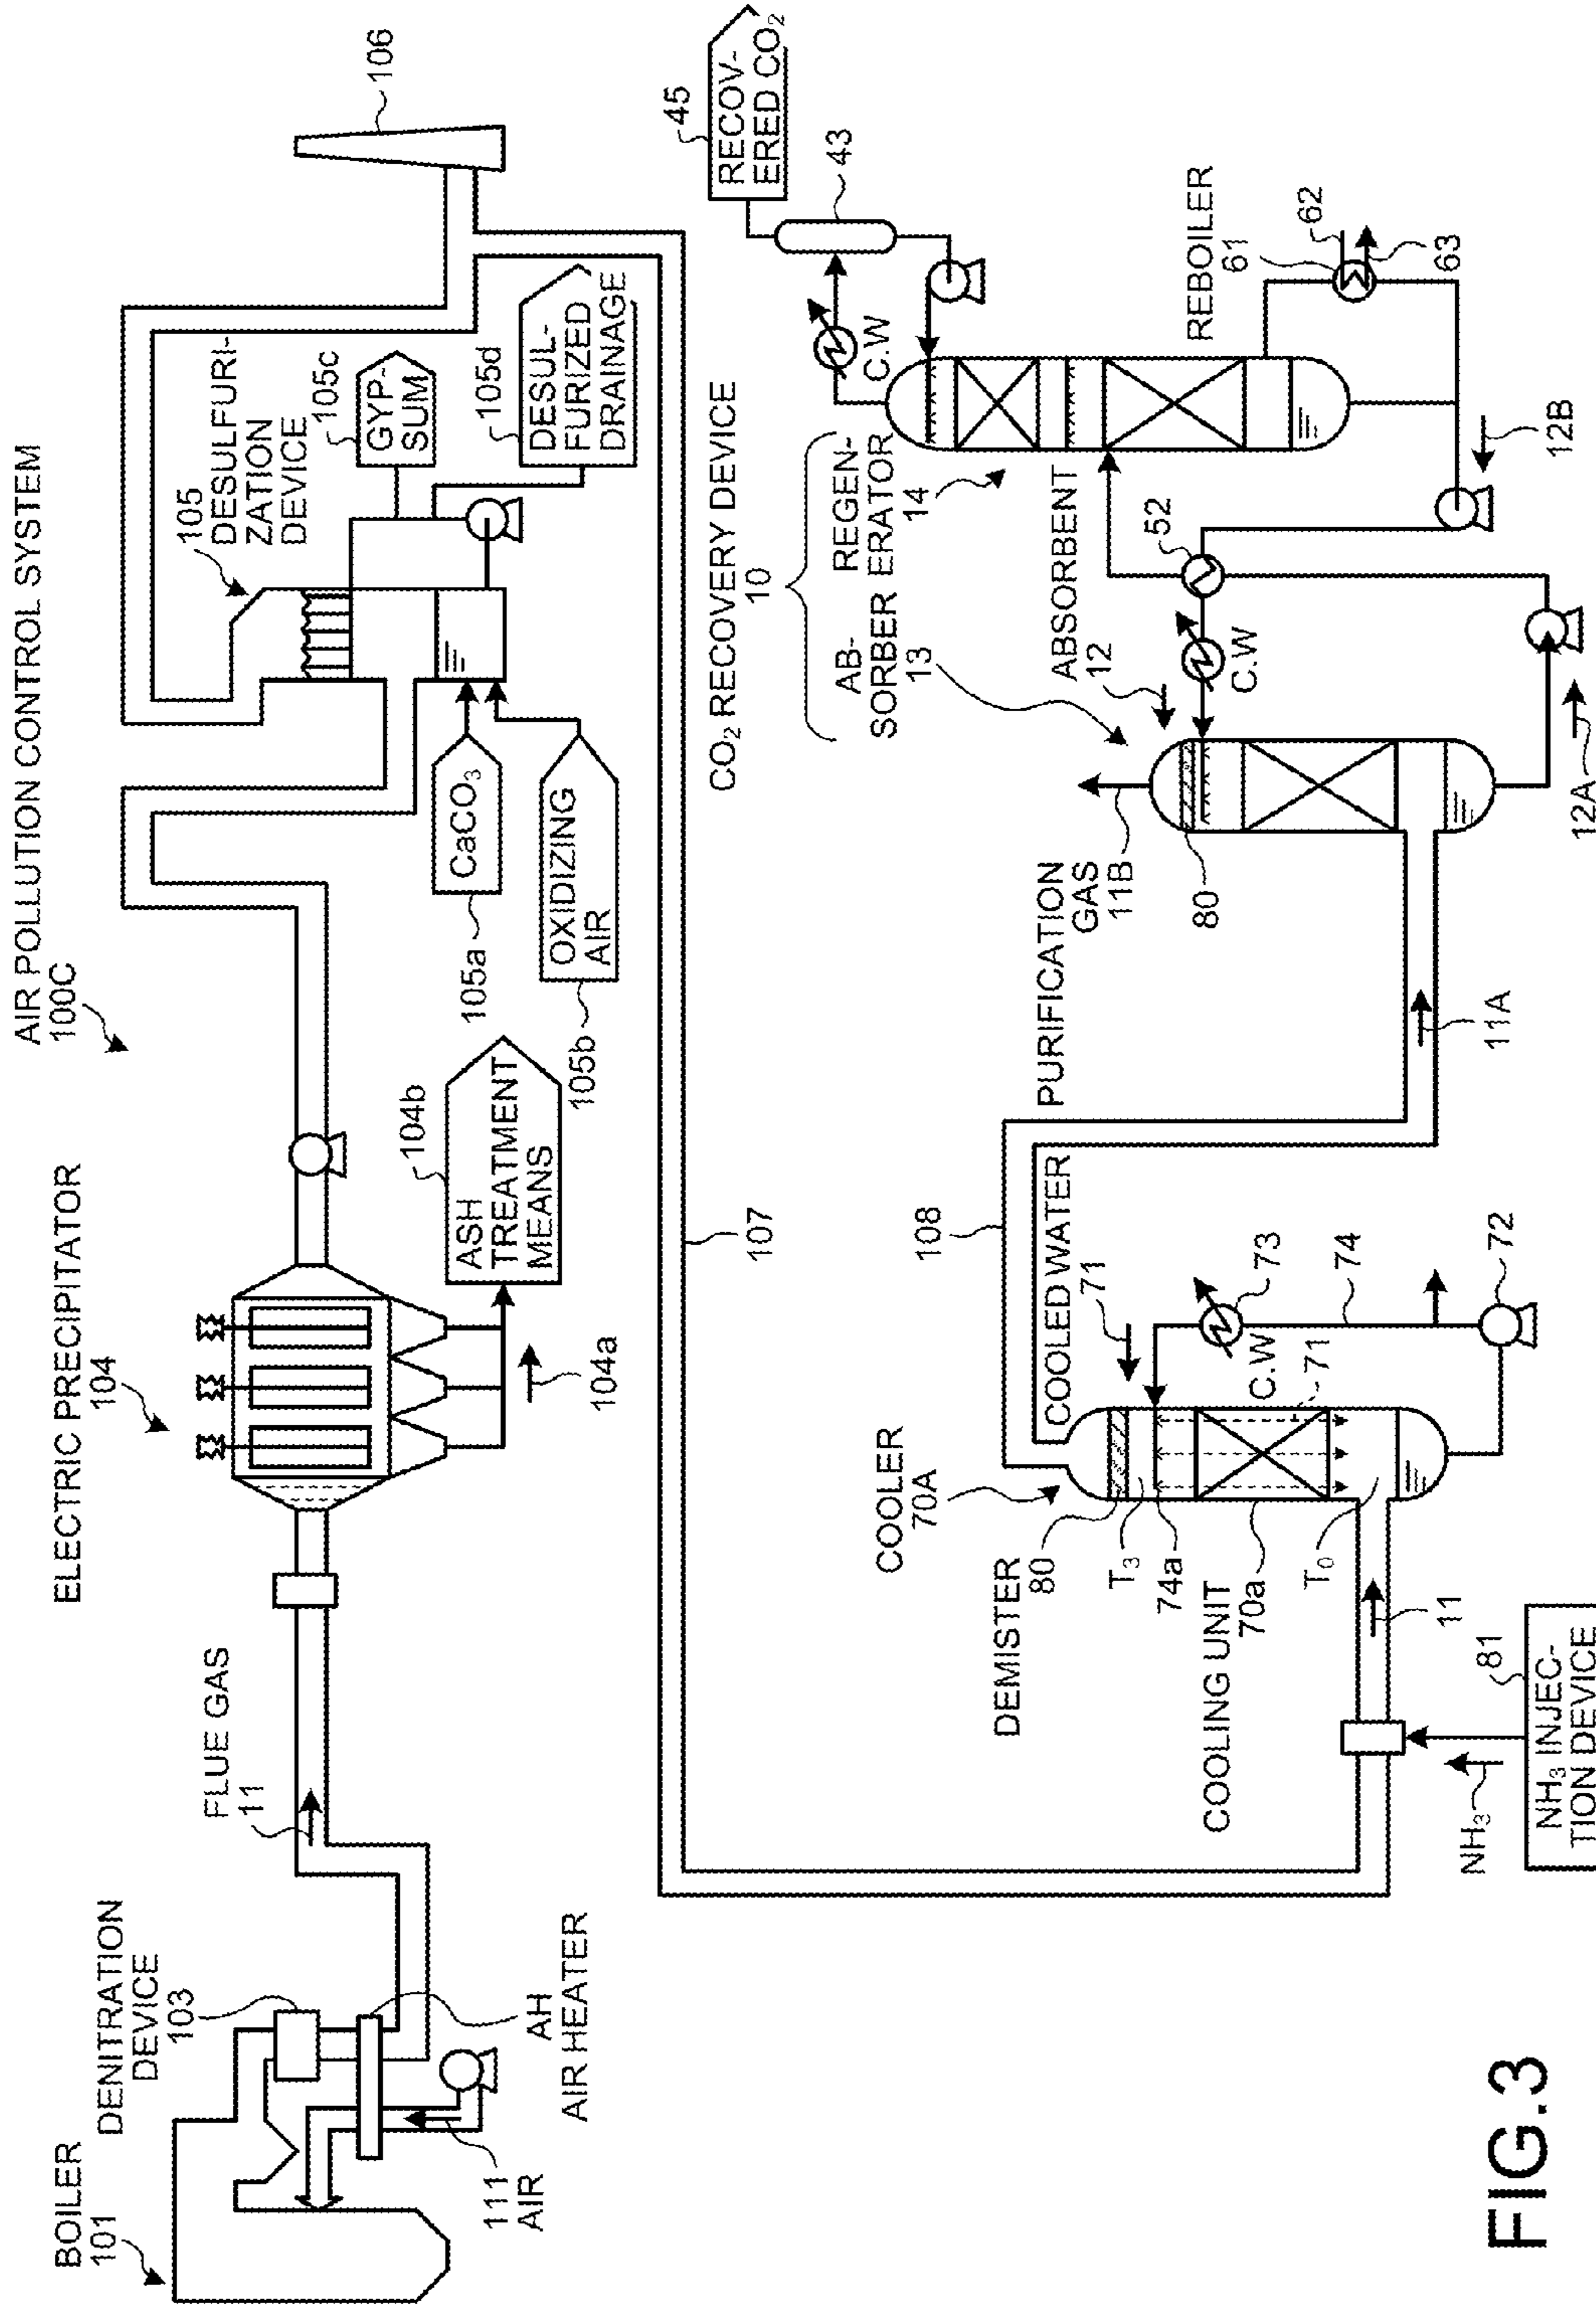 AIR POLLUTION CONTROL SYSTEM
100C
BOILER
101
DENITRATION
DEVICE
103
111
AIR
AH
AIR HEATER
FLUE GAS
11
ELECTRIC PRECIPITATOR
104
104a
104b
ASH
TREATMENT
MEANS
105
DESULFURI-
ZATION
DEVICE
CaCO3
105a
OXIDIZING
AIR
105b
105c
GYP-
SUM
105d
DESUL-
FURIZED
DRAINAGE
106
107
CO2 RECOVERY DEVICE
10
AB-
SORBER
13
REGEN-
ERATOR
14
45
RECOV-
ERED CO2
43
C.W
REBOILER
61
62
63
ABSORBENT
12
52
C.W
12B
12A
PURIFICATION
GAS
11B
80
11A
108
COOLED WATER
71
COOLER
70A
DEMISTER
80
T3
74a
COOLING UNIT
70a
T0
73
C.W
74
71
72
11
81
NH3 INJEC-
TION DEVICE
NH3
FIG.3